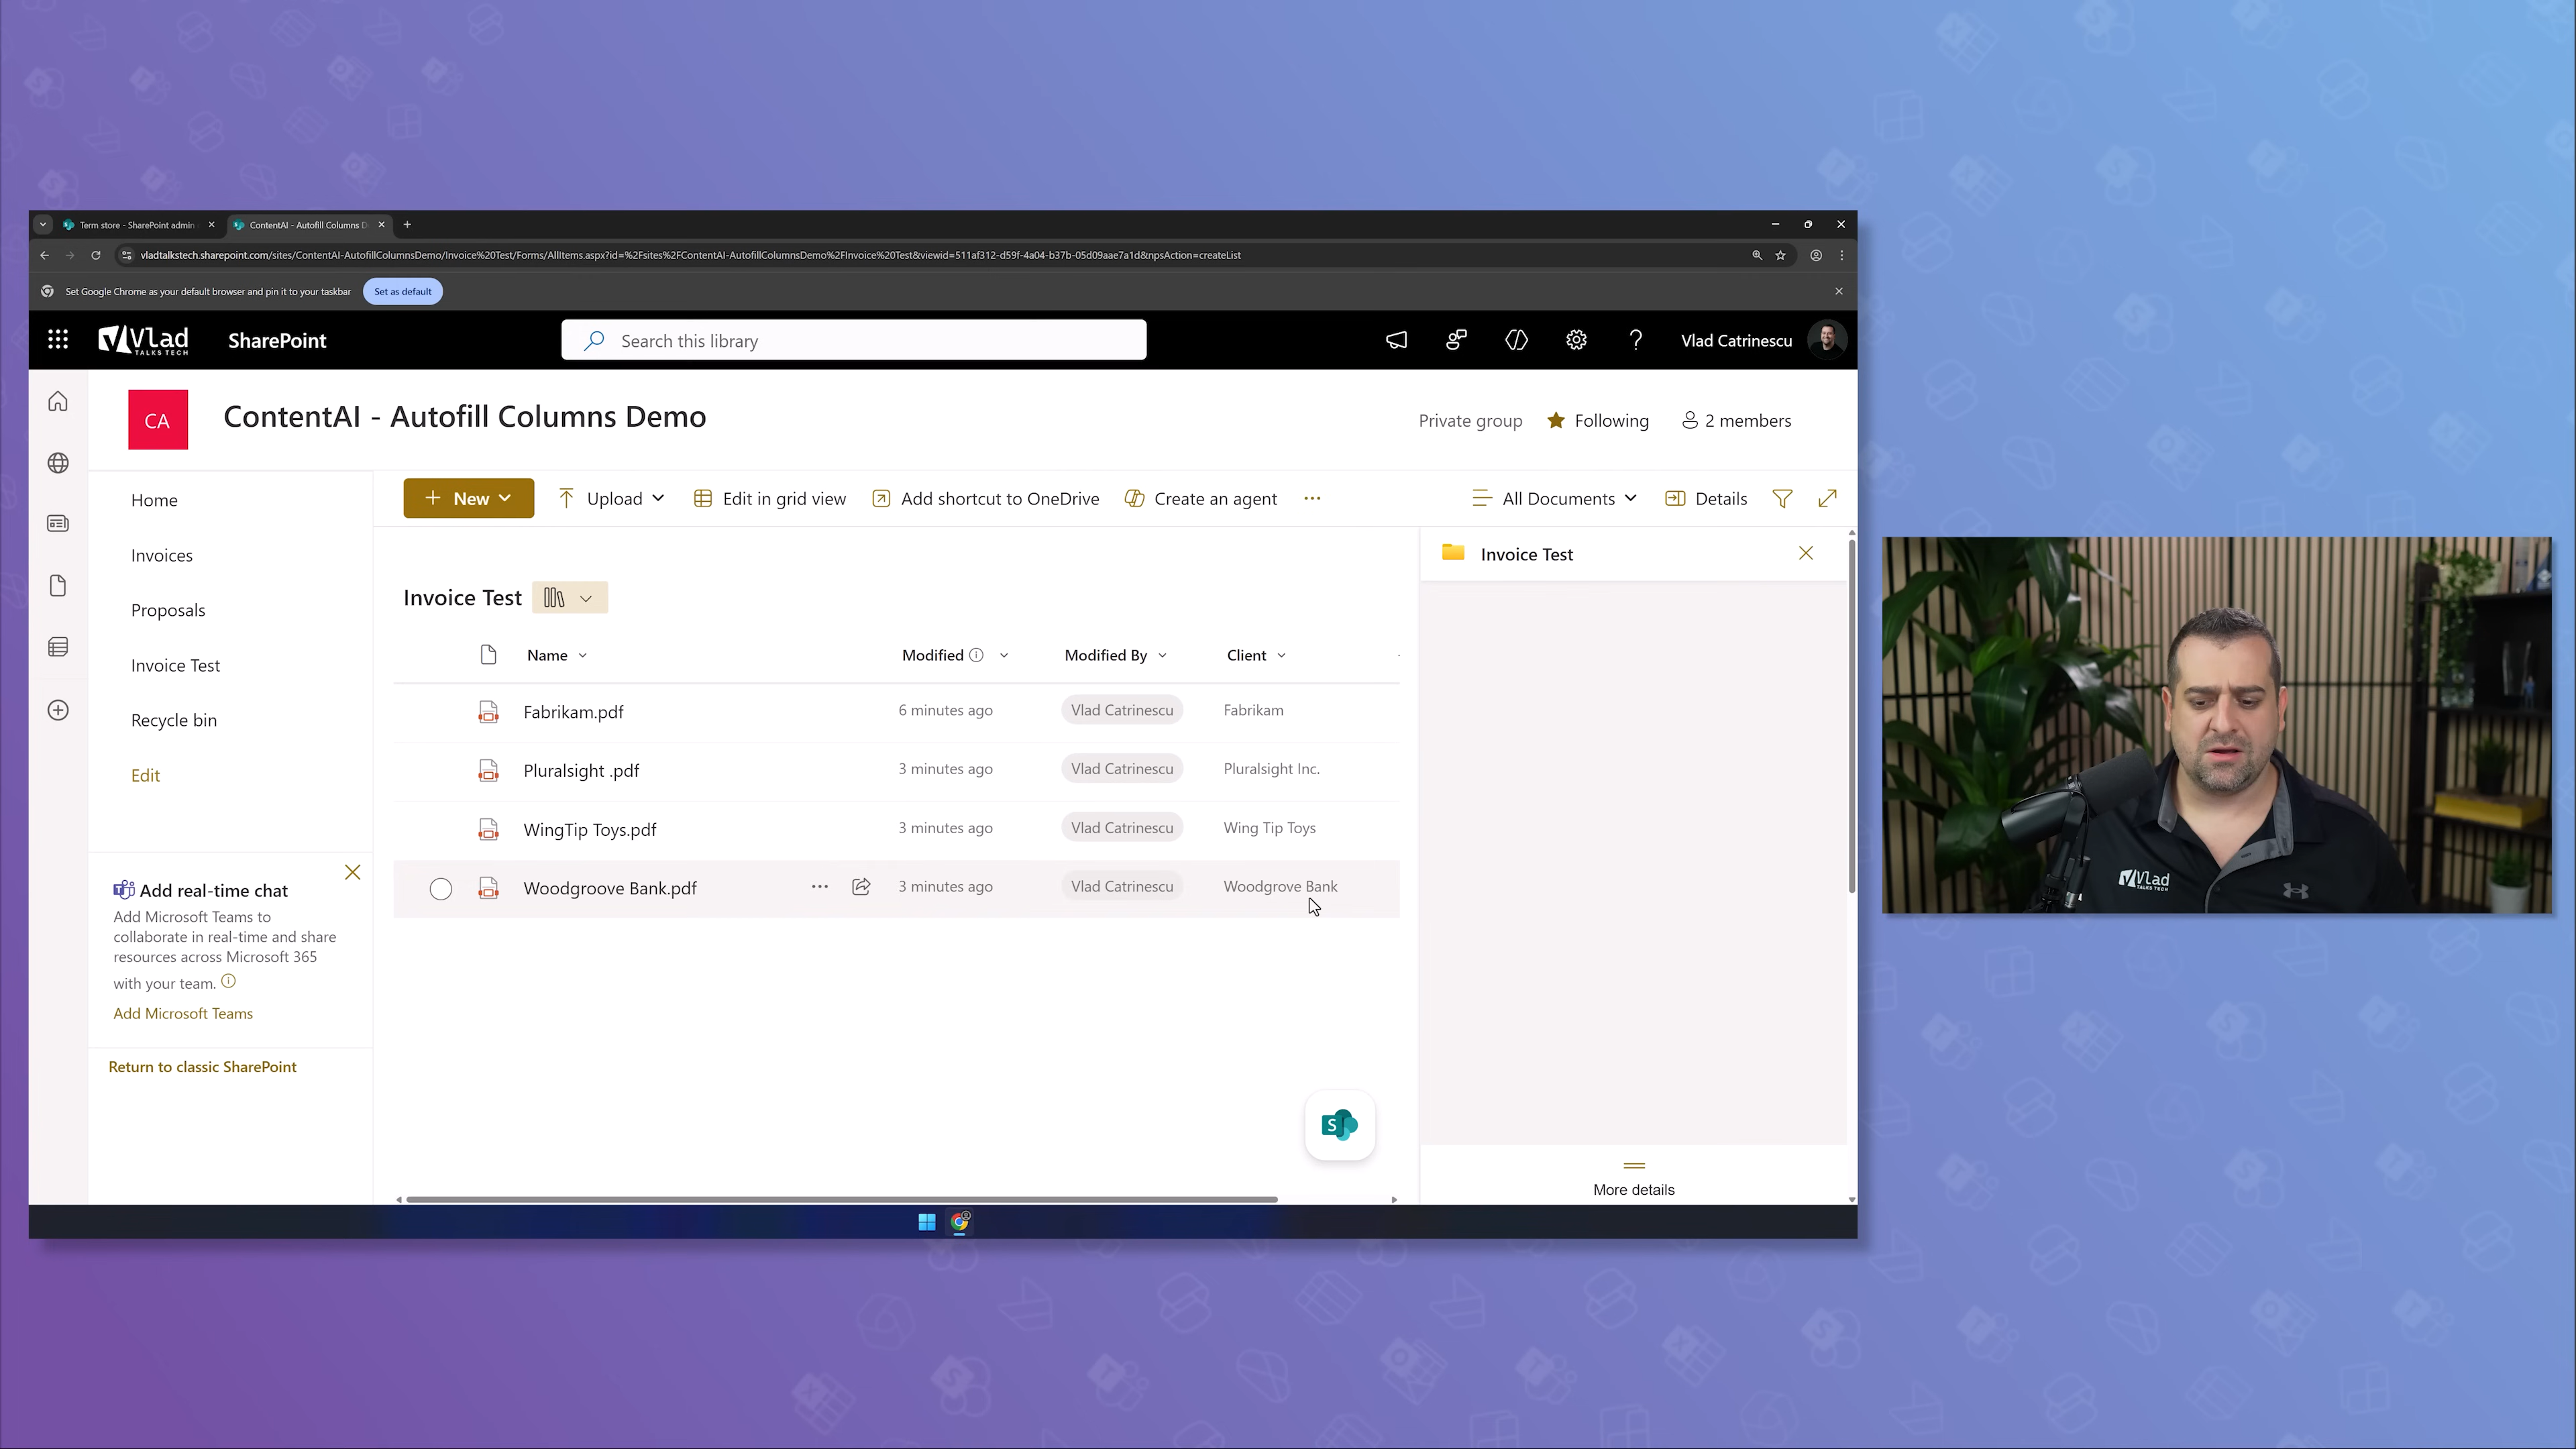 Term store - SharePoint admin
ContentAI - Autofill Columns D
vladtalkstech.sharepoint.com/sites/ContentAI-AutofillColumnsDemo/Invoice%20Test/Forms/AllItems.aspx?id=%2Fsites%2FContentAI-AutofillColumnsDemo%2FInvoice%20Test&viewid=511af312-d59f-4a04-b37b-05d09aae7a1d&npsAction=createList
Set Google Chrome as your default browser and pin it to your taskbar
Set as default
Vlad
TALKS TECH
SharePoint
Search this library
Vlad Catrinescu
CA
ContentAI - Autofill Columns Demo
Private group
Following
2 members
Home
Invoices
Proposals
Invoice Test
Recycle bin
Edit
New
Upload
Edit in grid view
Add shortcut to OneDrive
Create an agent
All Documents
Details
Invoice Test
Name
Modified
Modified By
Client
Fabrikam.pdf
6 minutes ago
Vlad Catrinescu
Fabrikam
Pluralsight .pdf
3 minutes ago
Vlad Catrinescu
Pluralsight Inc.
WingTip Toys.pdf
3 minutes ago
Vlad Catrinescu
Wing Tip Toys
Woodgroove Bank.pdf
3 minutes ago
Vlad Catrinescu
Woodgrove Bank
Invoice Test
More details
Add real-time chat
Add Microsoft Teams to
collaborate in real-time and share
resources across Microsoft 365
with your team.
Add Microsoft Teams
Return to classic SharePoint
S
Vlad
TALKS TECH